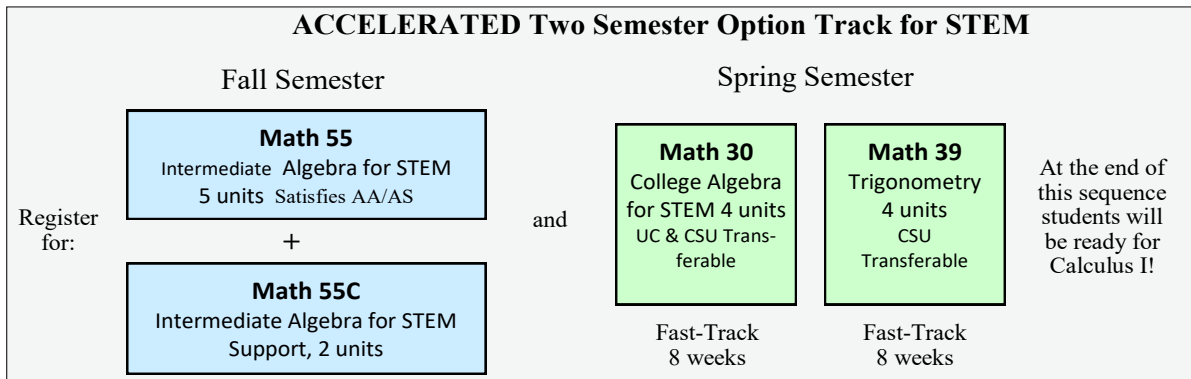 ACCELERATED Two Semester Option Track for STEM
Fall Semester
Spring Semester
Register
for:
Math 55
Intermediate Algebra for STEM
5 units Satisfies AA/AS
+
Math 55C
Intermediate Algebra for STEM
Support, 2 units
and
Math 30
College Algebra
for STEM 4 units
UC & CSU Trans-
ferable
Fast-Track
8 weeks
Math 39
Trigonometry
4 units
CSU
Transferable
Fast-Track
8 weeks
At the end of
this sequence
students will
be ready for
Calculus I!